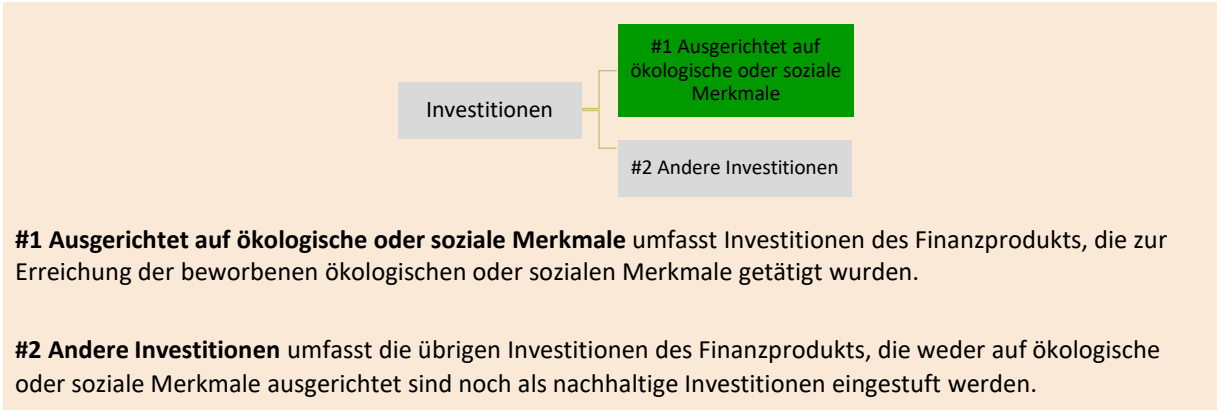 #1 Ausgerichtet auf
ökologische oder soziale
Merkmale
Investitionen
#2 Andere Investitionen
#1 Ausgerichtet auf ökologische oder soziale Merkmale umfasst Investitionen des Finanzprodukts, die zur
Erreichung der beworbenen ökologischen oder sozialen Merkmale getätigt wurden.
#2 Andere Investitionen umfasst die übrigen Investitionen des Finanzprodukts, die weder auf ökologische
oder soziale Merkmale ausgerichtet sind noch als nachhaltige Investitionen eingestuft werden.